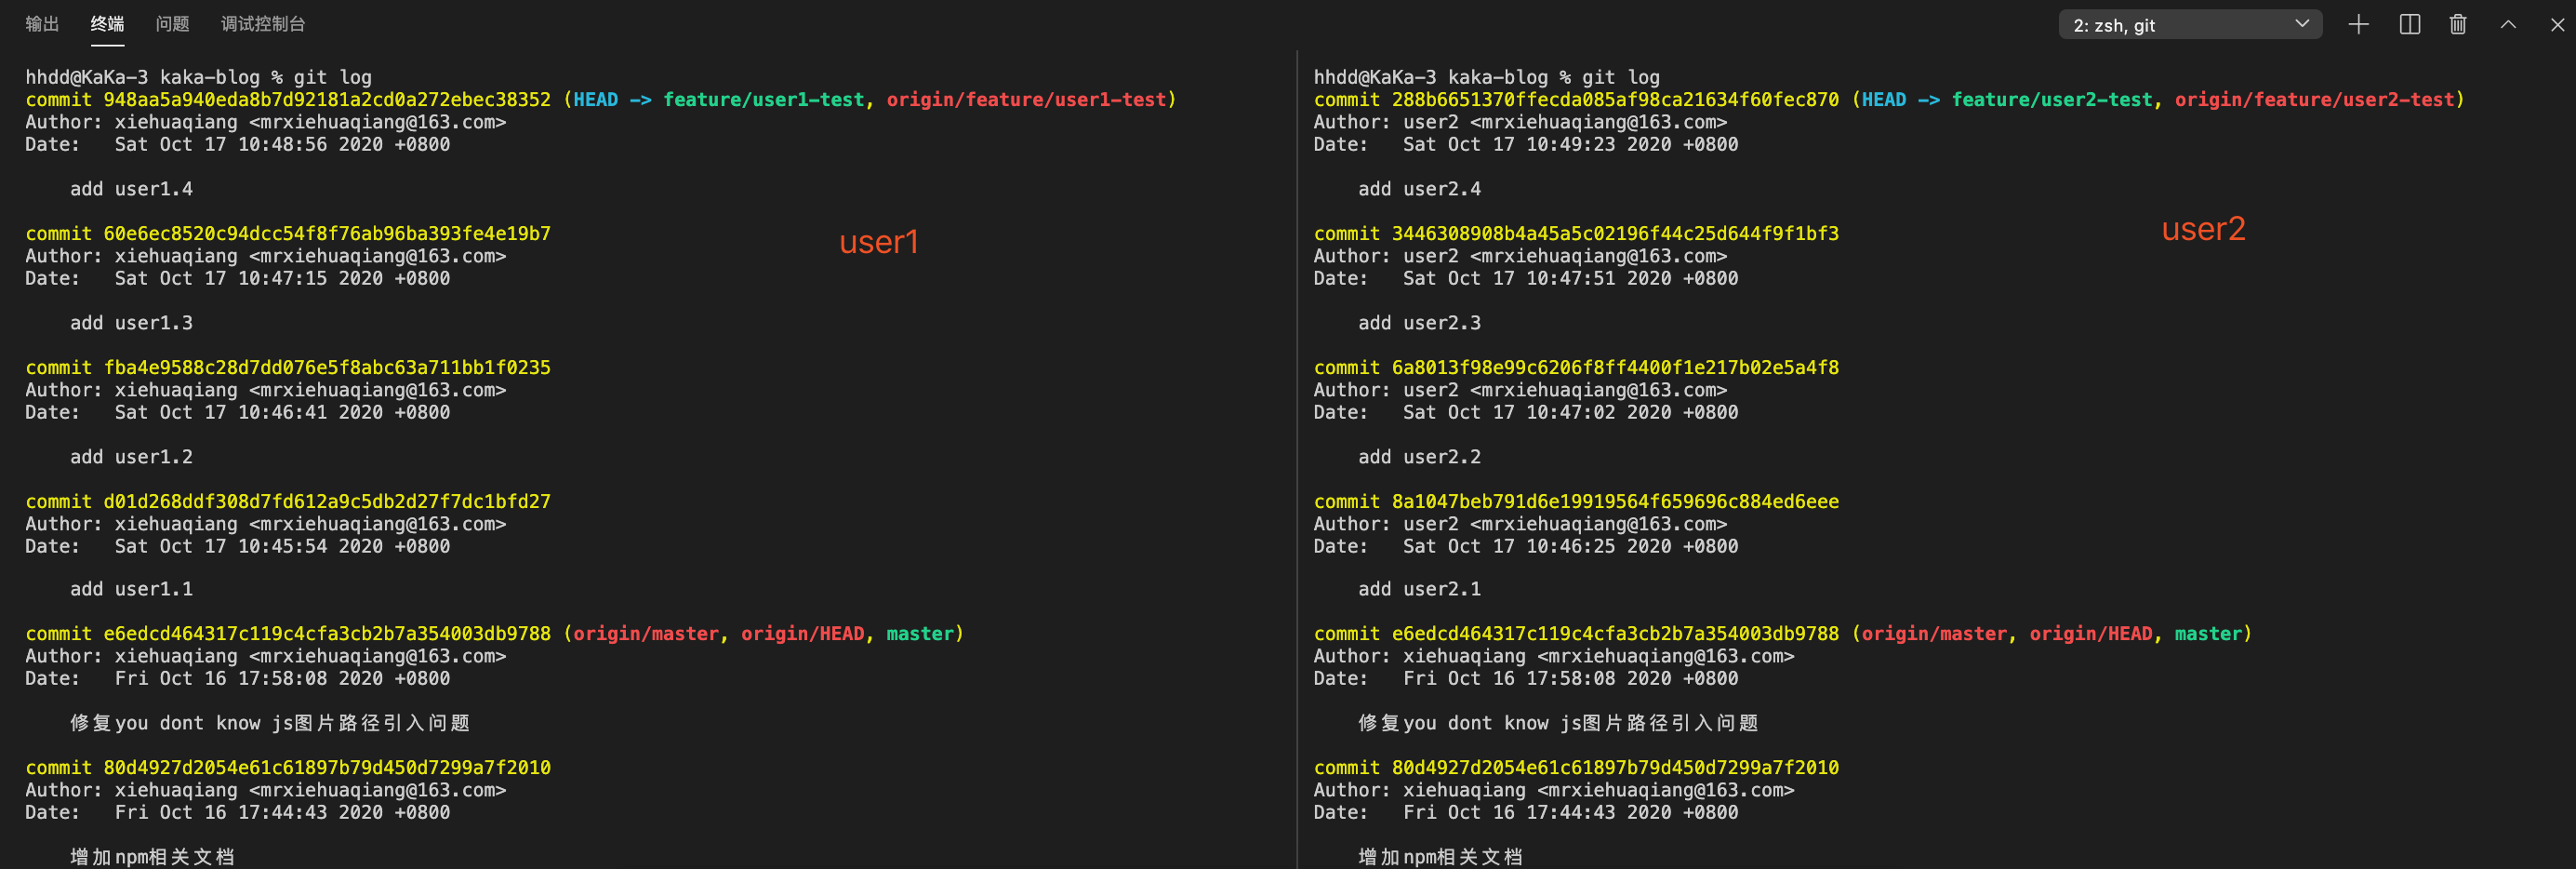 输出 终端 问题 调试控制台 2: zsh, git
hhdd@KaKa-3 kaka-blog % git log
commit 948aa5a940eda8b7d92181a2cd0a272ebec38352 (HEAD -> feature/user1-test, origin/feature/user1-test)
Author: xiehuaqiang <mrxiehuaqiang@163.com>
Date:   Sat Oct 17 10:48:56 2020 +0800
add user1.4
commit 60e6ec8520c94dcc54f8f76ab96ba393fe4e19b7
Author: xiehuaqiang <mrxiehuaqiang@163.com>
Date:   Sat Oct 17 10:47:15 2020 +0800
add user1.3
commit fba4e9588c28d7dd076e5f8abc63a711bb1f0235
Author: xiehuaqiang <mrxiehuaqiang@163.com>
Date:   Sat Oct 17 10:46:41 2020 +0800
add user1.2
commit d01d268ddf308d7fd612a9c5db2d27f7dc1bfd27
Author: xiehuaqiang <mrxiehuaqiang@163.com>
Date:   Sat Oct 17 10:45:54 2020 +0800
add user1.1
commit e6edcd464317c119c4cfa3cb2b7a354003db9788 (origin/master, origin/HEAD, master)
Author: xiehuaqiang <mrxiehuaqiang@163.com>
Date:   Fri Oct 16 17:58:08 2020 +0800
修复you dont know js图片路径引入问题
commit 80d4927d2054e61c61897b79d450d7299a7f2010
Author: xiehuaqiang <mrxiehuaqiang@163.com>
Date:   Fri Oct 16 17:44:43 2020 +0800
增加npm相关文档
user1
hhdd@KaKa-3 kaka-blog % git log
commit 288b6651370ffecda085af98ca21634f60fec870 (HEAD -> feature/user2-test, origin/feature/user2-test)
Author: user2 <mrxiehuaqiang@163.com>
Date:   Sat Oct 17 10:49:23 2020 +0800
add user2.4
commit 3446308908b4a45a5c02196f44c25d644f9f1bf3
Author: user2 <mrxiehuaqiang@163.com>
Date:   Sat Oct 17 10:47:51 2020 +0800
add user2.3
commit 6a8013f98e99c6206f8ff4400f1e217b02e5a4f8
Author: user2 <mrxiehuaqiang@163.com>
Date:   Sat Oct 17 10:47:02 2020 +0800
add user2.2
commit 8a1047beb791d6e19919564f659696c884ed6eee
Author: user2 <mrxiehuaqiang@163.com>
Date:   Sat Oct 17 10:46:25 2020 +0800
add user2.1
commit e6edcd464317c119c4cfa3cb2b7a354003db9788 (origin/master, origin/HEAD, master)
Author: xiehuaqiang <mrxiehuaqiang@163.com>
Date:   Fri Oct 16 17:58:08 2020 +0800
修复you dont know js图片路径引入问题
commit 80d4927d2054e61c61897b79d450d7299a7f2010
Author: xiehuaqiang <mrxiehuaqiang@163.com>
Date:   Fri Oct 16 17:44:43 2020 +0800
增加npm相关文档
user2